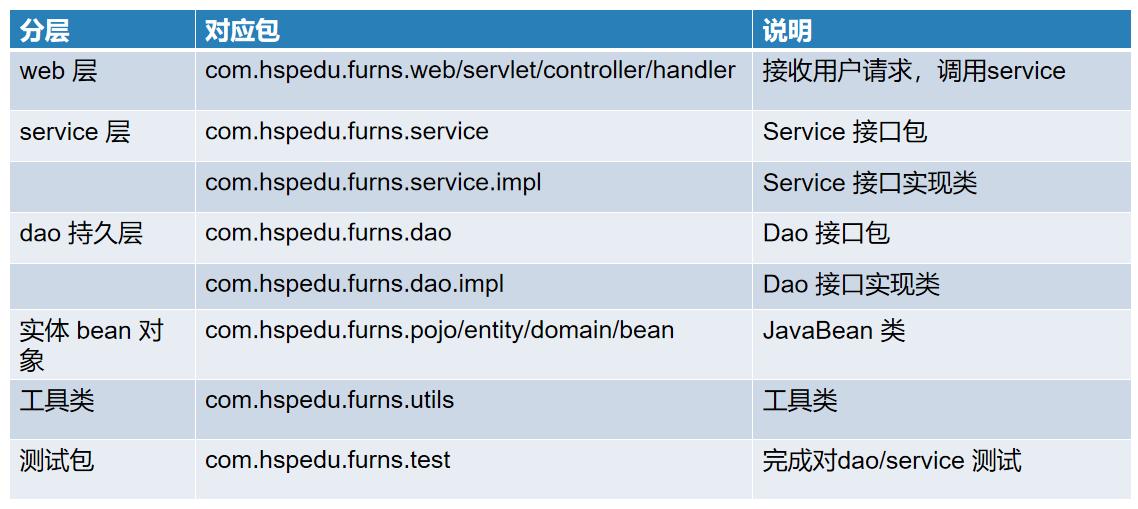 分层 对应包 说明
web 层 com.hspedu.furns.web/servlet/controller/handler 接收用户请求，调用service
service 层 com.hspedu.furns.service Service 接口包
com.hspedu.furns.service.impl Service 接口实现类
dao 持久层 com.hspedu.furns.dao Dao 接口包
com.hspedu.furns.dao.impl Dao 接口实现类
实体 bean 对 com.hspedu.furns.pojo/entity/domain/bean JavaBean 类
象
工具类 com.hspedu.furns.utils 工具类
测试包 com.hspedu.furns.test 完成对dao/service 测试